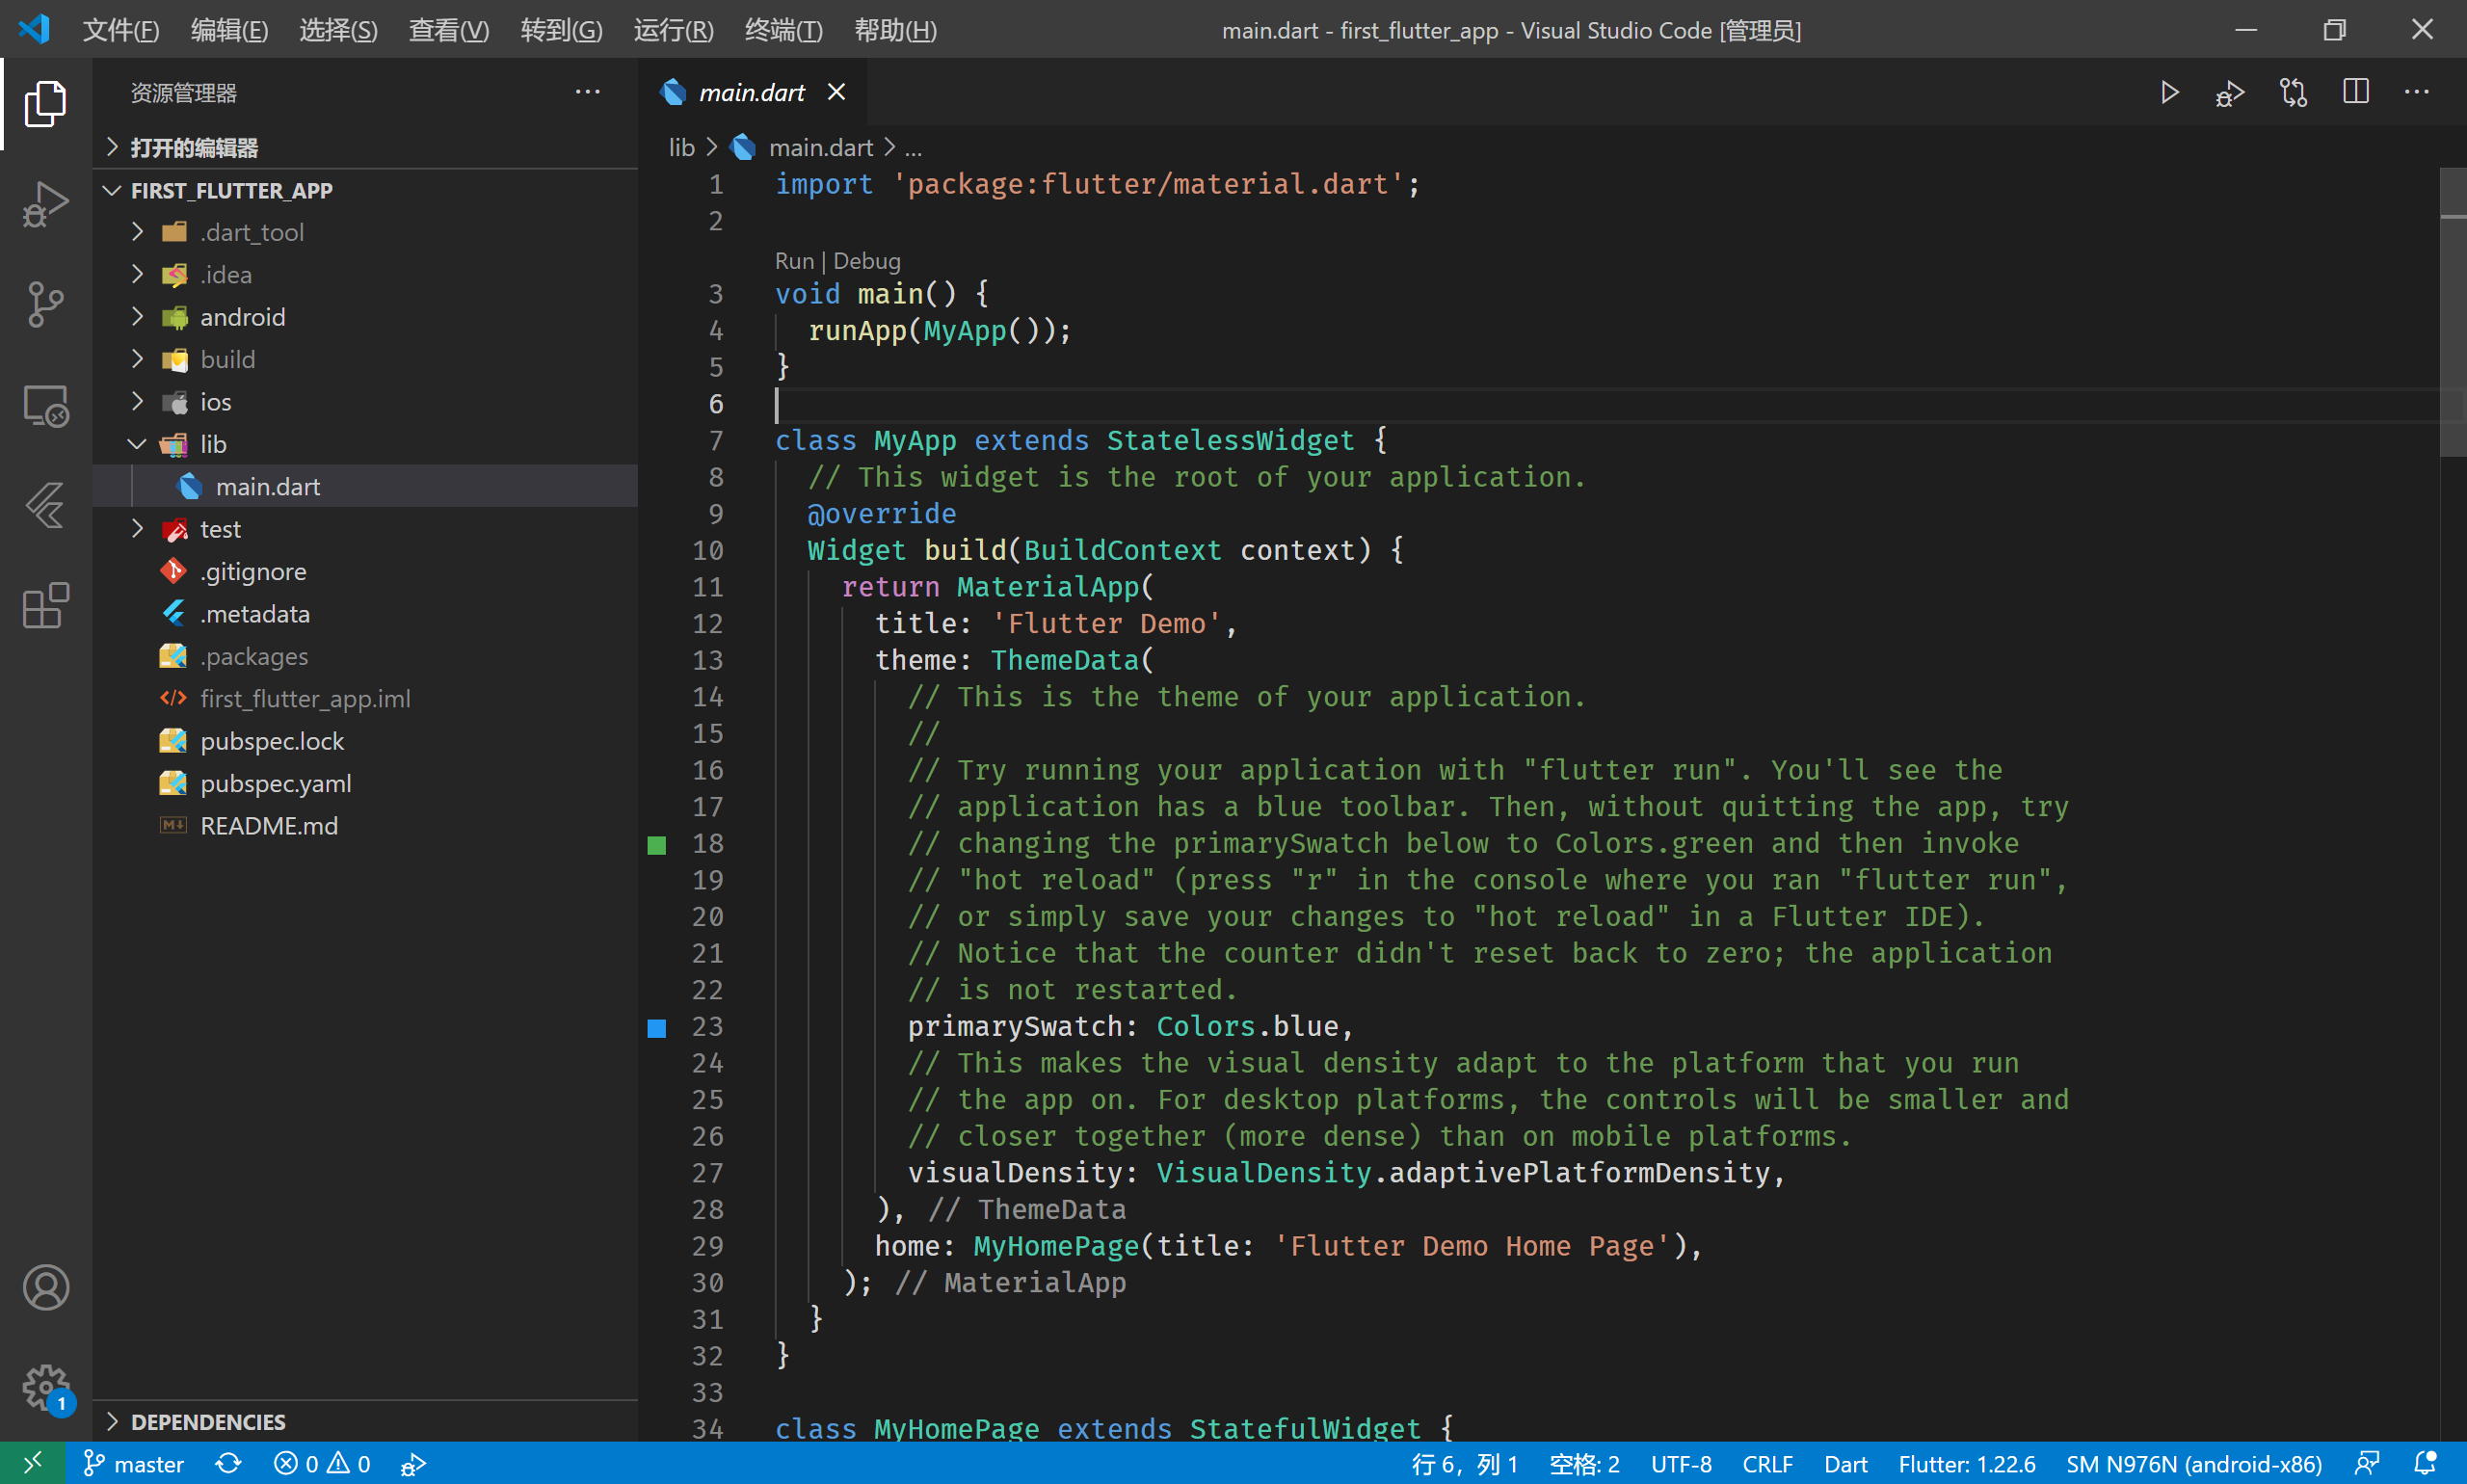 文件(F) 编辑(E) 选择(S) 查看(V) 转到(G) 运行(R) 终端(T) 帮助(H) main.dart - first_flutter_app - Visual Studio Code [管理员]
资源管理器
打开的编辑器
FIRST_FLUTTER_APP
.dart_tool
.idea
android
build
ios
lib
main.dart
test
.gitignore
.metadata
.packages
first_flutter_app.iml
pubspec.lock
pubspec.yaml
README.md
DEPENDENCIES
1
main.dart
lib > main.dart > ...
1 import 'package:flutter/material.dart';
2
Run | Debug
3 void main() {
4 runApp(MyApp());
5 }
6
7 class MyApp extends StatelessWidget {
8 // This widget is the root of your application.
9 @override
10 Widget build(BuildContext context) {
11 return MaterialApp(
12 title: 'Flutter Demo',
13 theme: ThemeData(
14 // This is the theme of your application.
15 //
16 // Try running your application with "flutter run". You'll see the
17 // application has a blue toolbar. Then, without quitting the app, try
18 // changing the primarySwatch below to Colors.green and then invoke
19 // "hot reload" (press "r" in the console where you ran "flutter run",
20 // or simply save your changes to "hot reload" in a Flutter IDE).
21 // Notice that the counter didn't reset back to zero; the application
22 // is not restarted.
23 primarySwatch: Colors.blue,
24 // This makes the visual density adapt to the platform that you run
25 // the app on. For desktop platforms, the controls will be smaller and
26 // closer together (more dense) than on mobile platforms.
27 visualDensity: VisualDensity.adaptivePlatformDensity,
28 ), // ThemeData
29 home: MyHomePage(title: 'Flutter Demo Home Page'),
30 ); // MaterialApp
31 }
32 }
33
34 class MyHomePage extends StatefulWidget {
master 0 0 行 6，列 1 空格: 2 UTF-8 CRLF Dart Flutter: 1.22.6 SM N976N (android-x86)